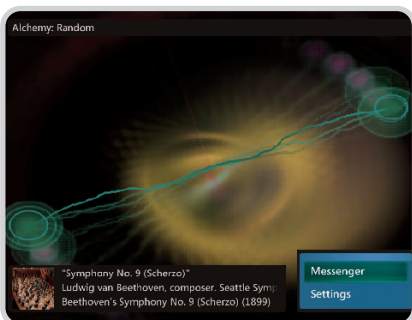 Alchemy: Random
"Symphony No. 9 (Scherzo)"
Ludwig van Beethoven, composer. Seattle Symp
Beethoven's Symphony No. 9 (Scherzo) (1899)
Messenger
Settings